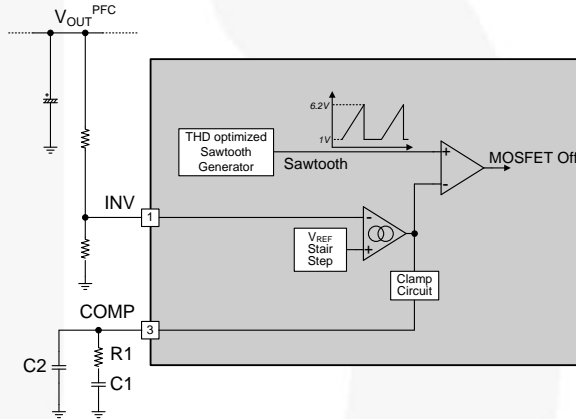 VOUT PFC
6.2V
1V
THD optimized
Sawtooth
Generator
Sawtooth
+
-
MOSFET Off
INV
1
-
+
VREF
Stair
Step
Clamp
Circuit
COMP
3
+
R1
C2
C1